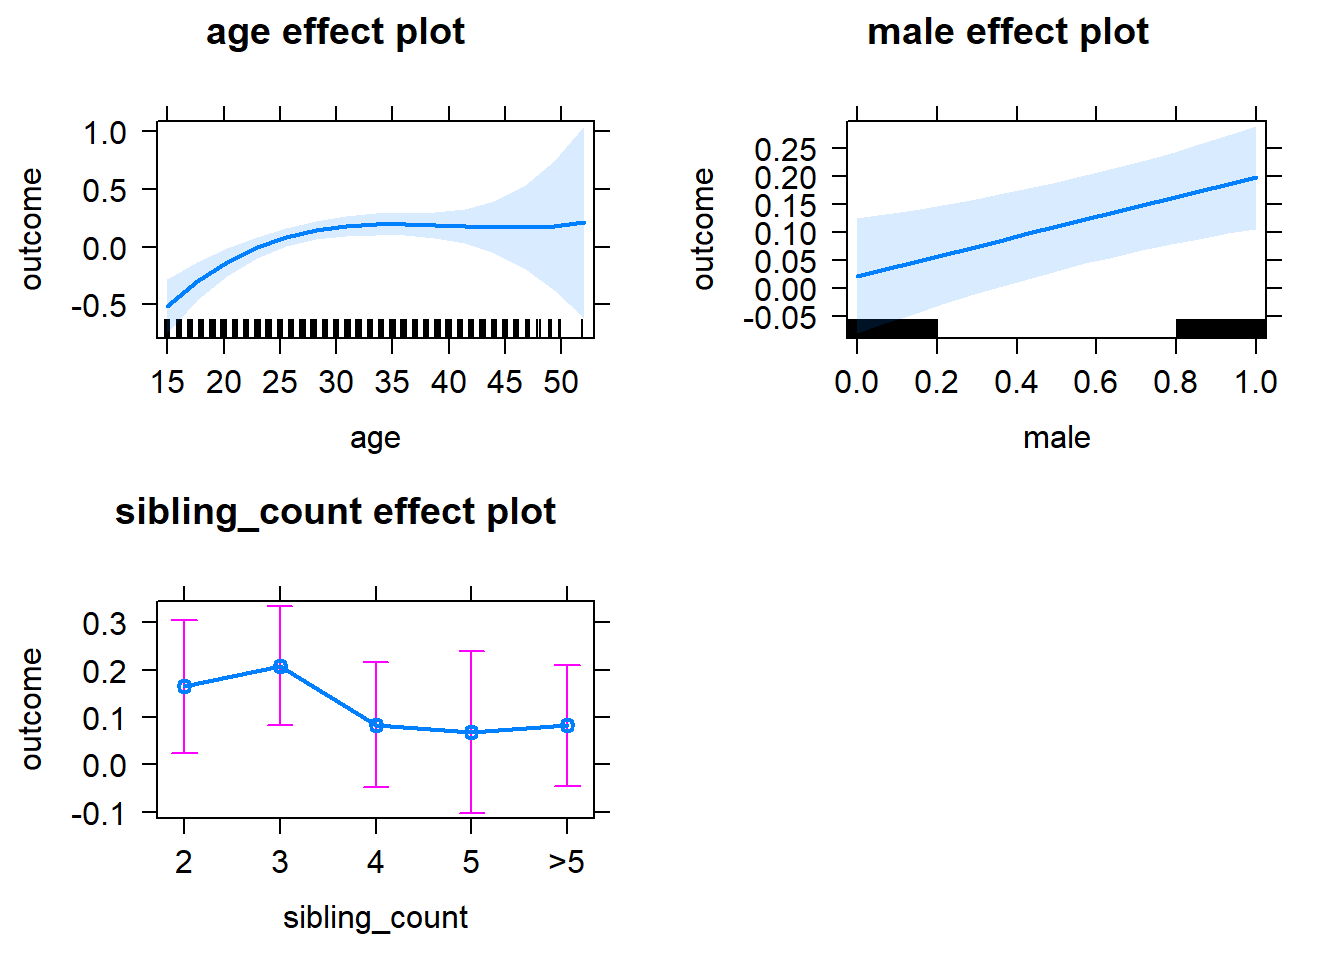 age effect plot
outcome
1.0
0.5
0.0
-0.5
15 20 25 30 35 40 45 50
age
male effect plot
outcome
0.25
0.20
0.15
0.10
0.05
0.00
-0.05
0.0 0.2 0.4 0.6 0.8 1.0
male
sibling_count effect plot
outcome
0.3
0.2
0.1
0.0
-0.1
2 3 4 5 >5
sibling_count